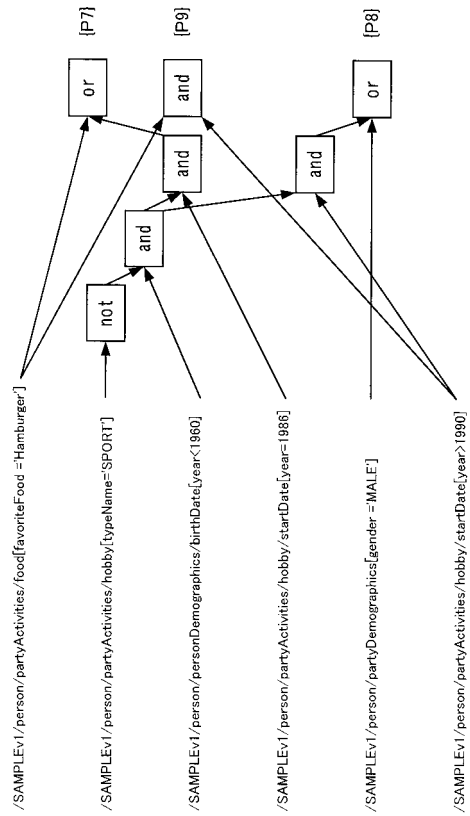 /SAMPLEv1/person/partyActivities/food[favoriteFood ='Hamburger']
/SAMPLEv1/person/partyActivities/hobby[typeName='SPORT']
/SAMPLEv1/person/personDemographics/birthDate[year<1960]
/SAMPLEv1/person/partyActivities/hobby/startDate[year=1986]
/SAMPLEv1/person/partyDemographics[gender ='MALE']
/SAMPLEv1/person/partyActivities/hobby/startDate[year>1990]
not
and
and
and
or
and
or
[P7]
[P9]
[P8]